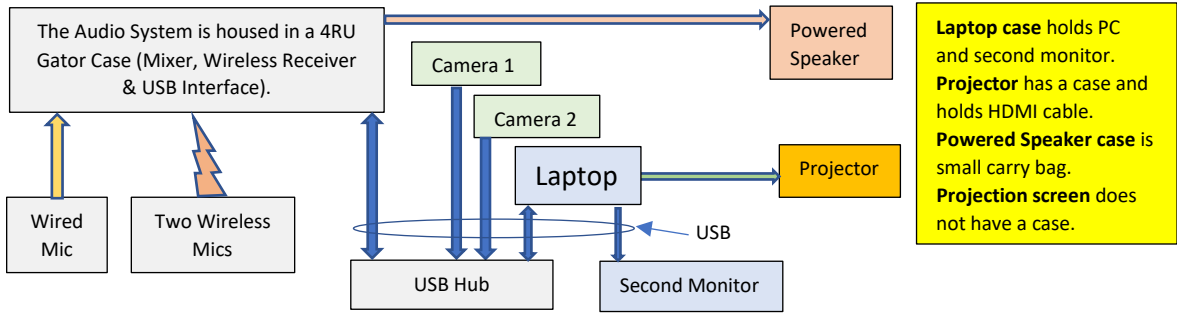 The Audio System is housed in a 4RU
Gator Case (Mixer, Wireless Receiver
& USB Interface).
Powered
Speaker
Camera 1
Camera 2
Laptop
Projector
Wired
Mic
Two Wireless
Mics
USB
USB Hub
Second Monitor
Laptop case holds PC
and second monitor.
Projector has a case and
holds HDMI cable.
Powered Speaker case is
small carry bag.
Projection screen does
not have a case.